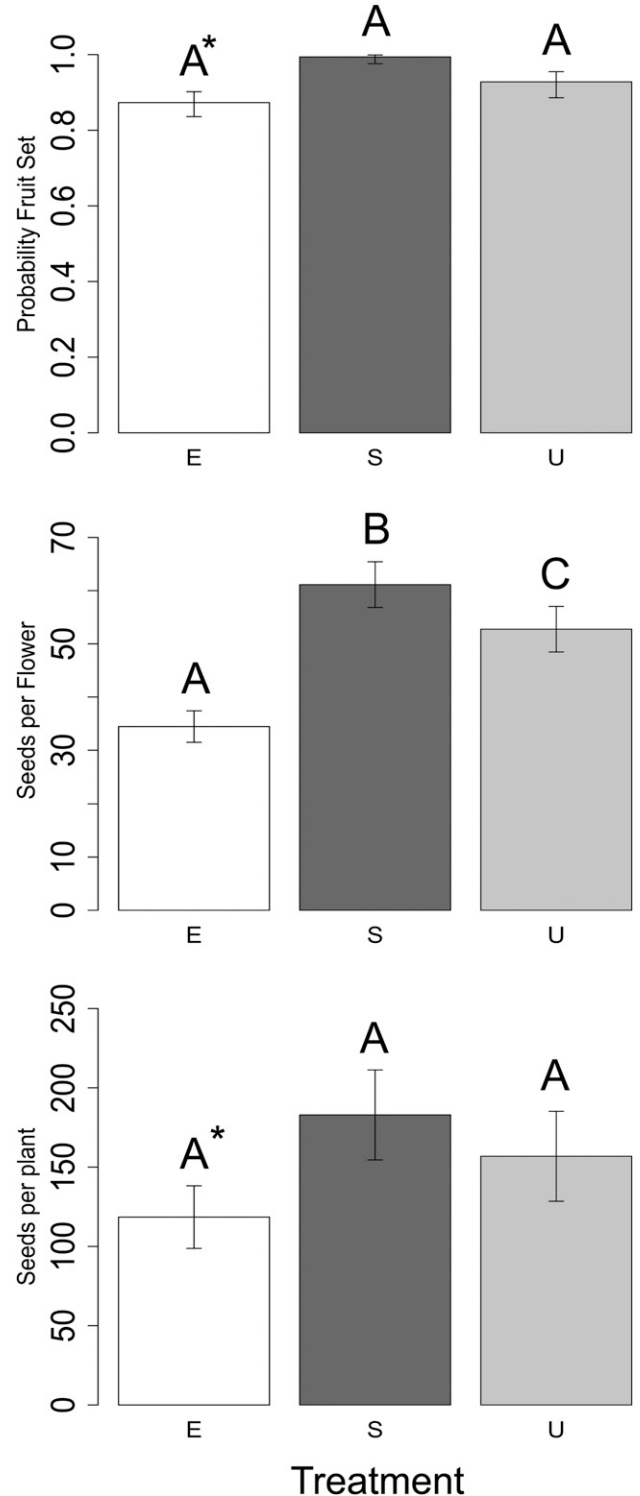 A* A A
Probability Fruit Set
1.0
0.8
0.6
0.4
0.2
0.0
E S U
A B C
Seeds per Flower
70
50
30
10
0
E S U
A* A A
Seeds per plant
250
200
150
100
50
0
E S U
Treatment